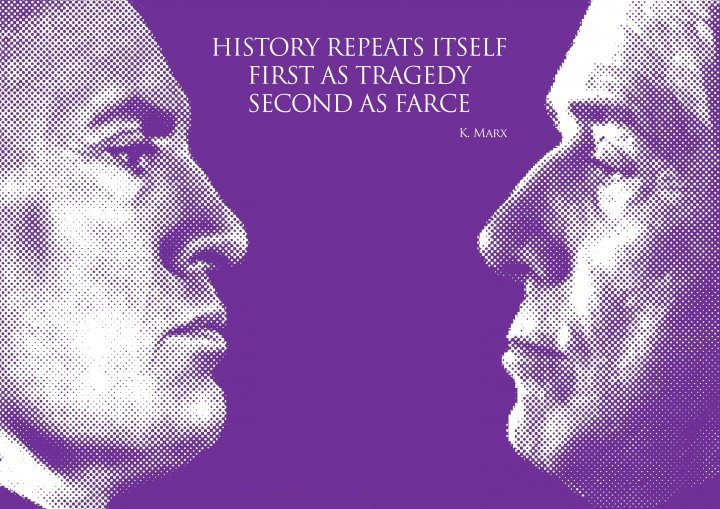 HISTORY REPEATS ITSELF
FIRST AS TRAGEDY
SECOND AS FARCE
K. MARX